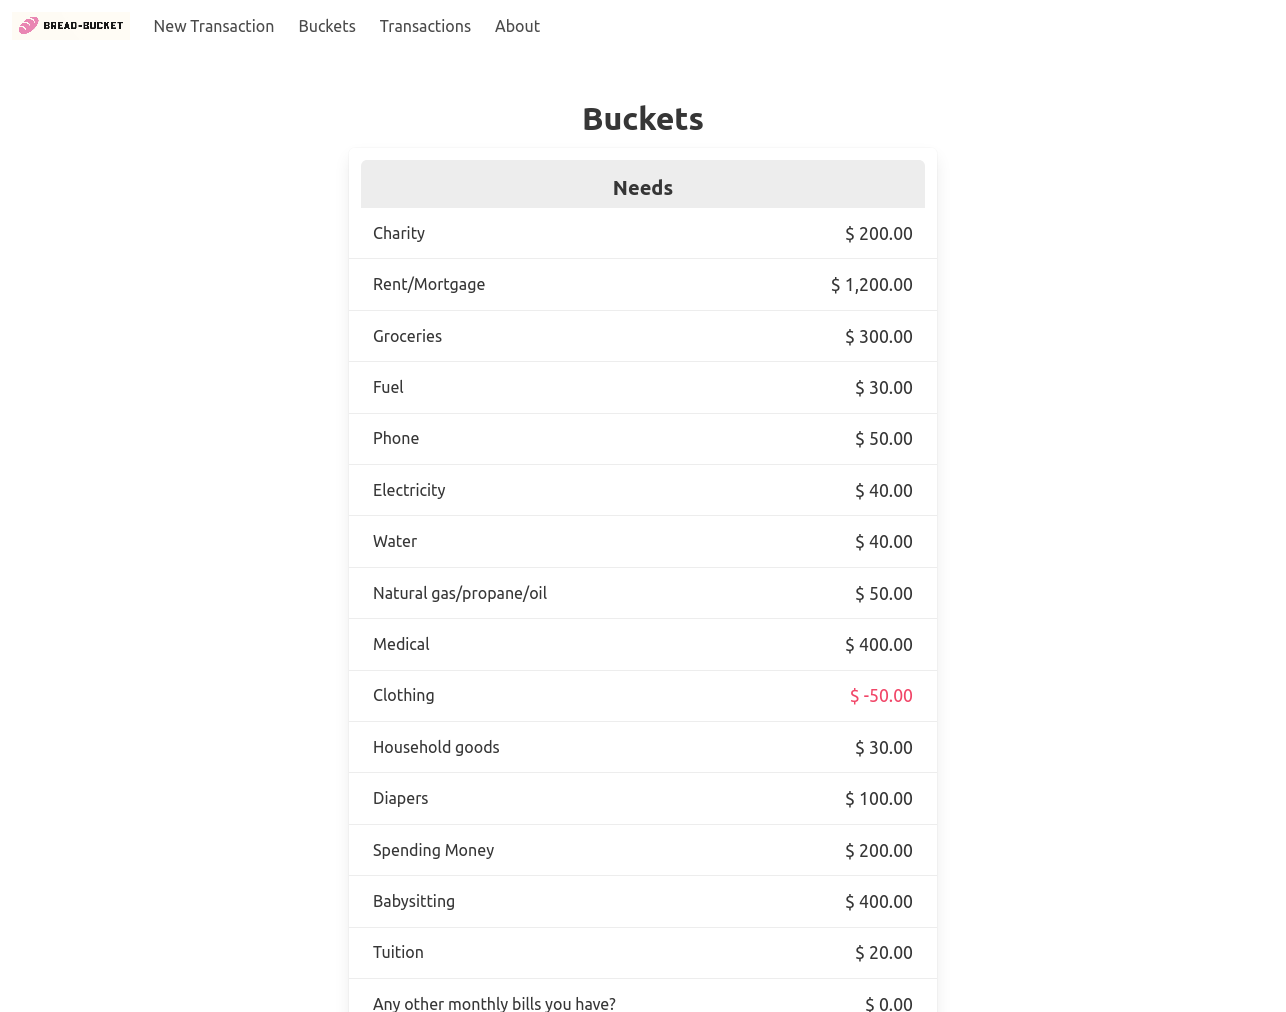 BREAD-BUCKET New Transaction Buckets Transactions About
Buckets
Needs
Charity $ 200.00
Rent/Mortgage $ 1,200.00
Groceries $ 300.00
Fuel $ 30.00
Phone $ 50.00
Electricity $ 40.00
Water $ 40.00
Natural gas/propane/oil $ 50.00
Medical $ 400.00
Clothing $ -50.00
Household goods $ 30.00
Diapers $ 100.00
Spending Money $ 200.00
Babysitting $ 400.00
Tuition $ 20.00
Any other monthly bills you have? $ 0.00